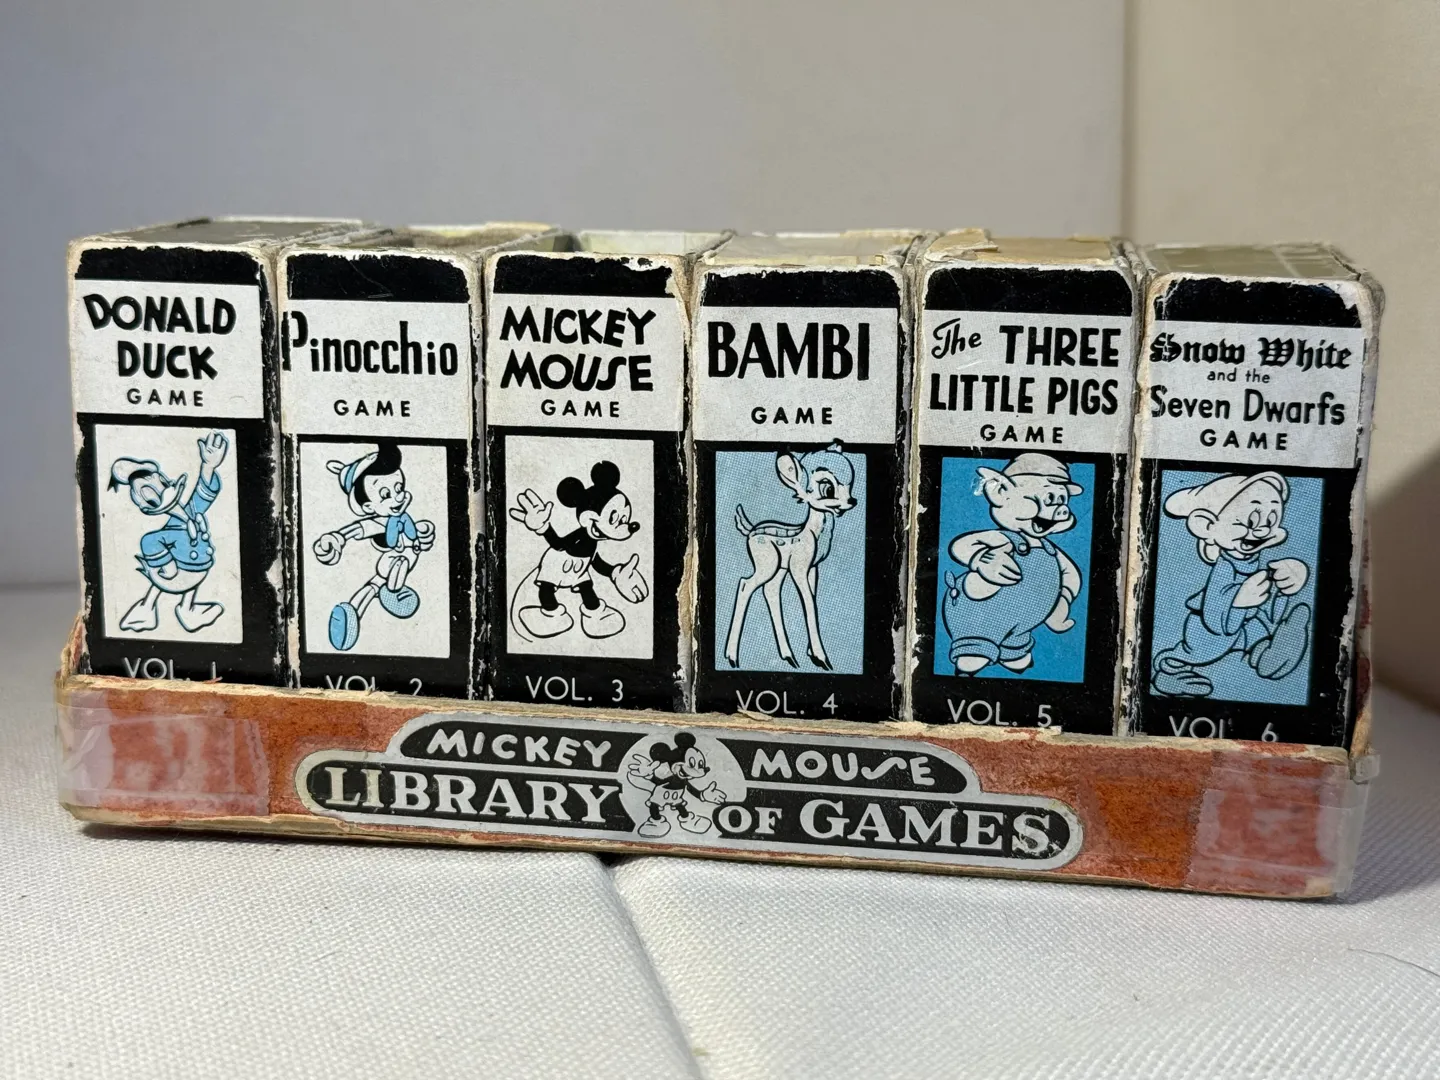 DONALD
DUCK
GAME
VOL. 1
Pinocchio
GAME
VOL. 2
MICKEY
MOUSE
GAME
VOL. 3
BAMBI
GAME
VOL. 4
The THREE
LITTLE PIGS
GAME
VOL. 5
Snow White
and the
Seven Dwarfs
GAME
VOL. 6
MICKEY MOUSE
LIBRARY OF GAMES